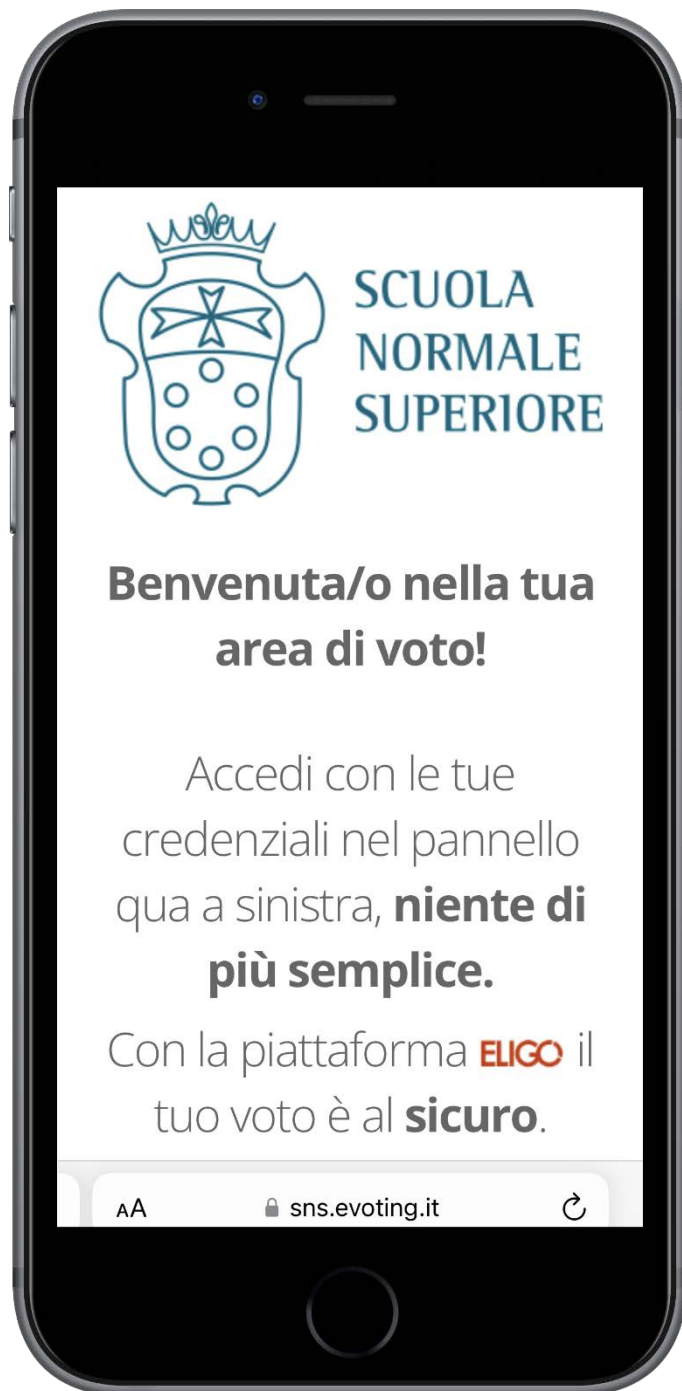 SCUOLA
NORMALE
SUPERIORE
Benvenuta/o nella tua
area di voto!
Accedi con le tue
credenziali nel pannello
qua a sinistra, niente di
più semplice.
Con la piattaforma ELIGO il
tuo voto è al sicuro.
AA sns.evoting.it